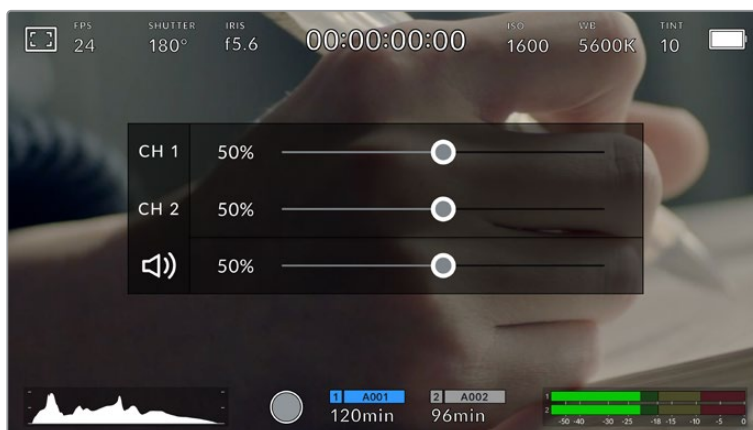 FPS SHUTTER IRIS ISO WB TINT
24 180° f5.6 00:00:00:00 1600 5600K 10
CH 1 50%
CH 2 50%
50%
1 A001 2 A002
120min 96min
1
2
-50 -40 -30 -25 -18 -15 -10 -5 0